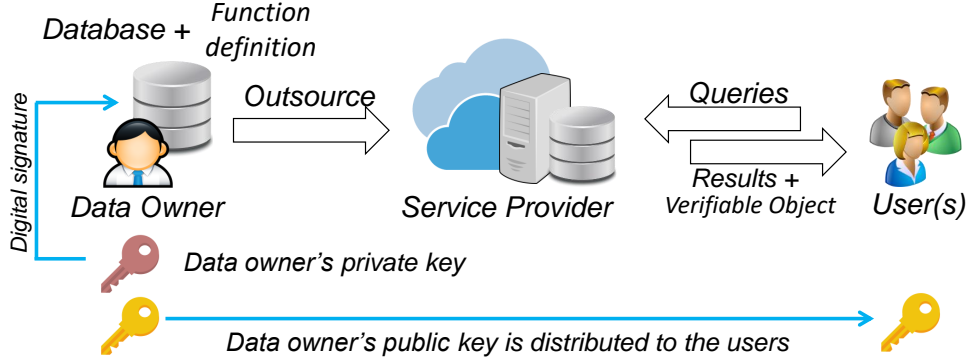 Database +
Function
definition
Outsource
Queries
Results +
Verifiable Object
Digital signature
Data Owner
Service Provider
User(s)
Data owner's private key
Data owner's public key is distributed to the users